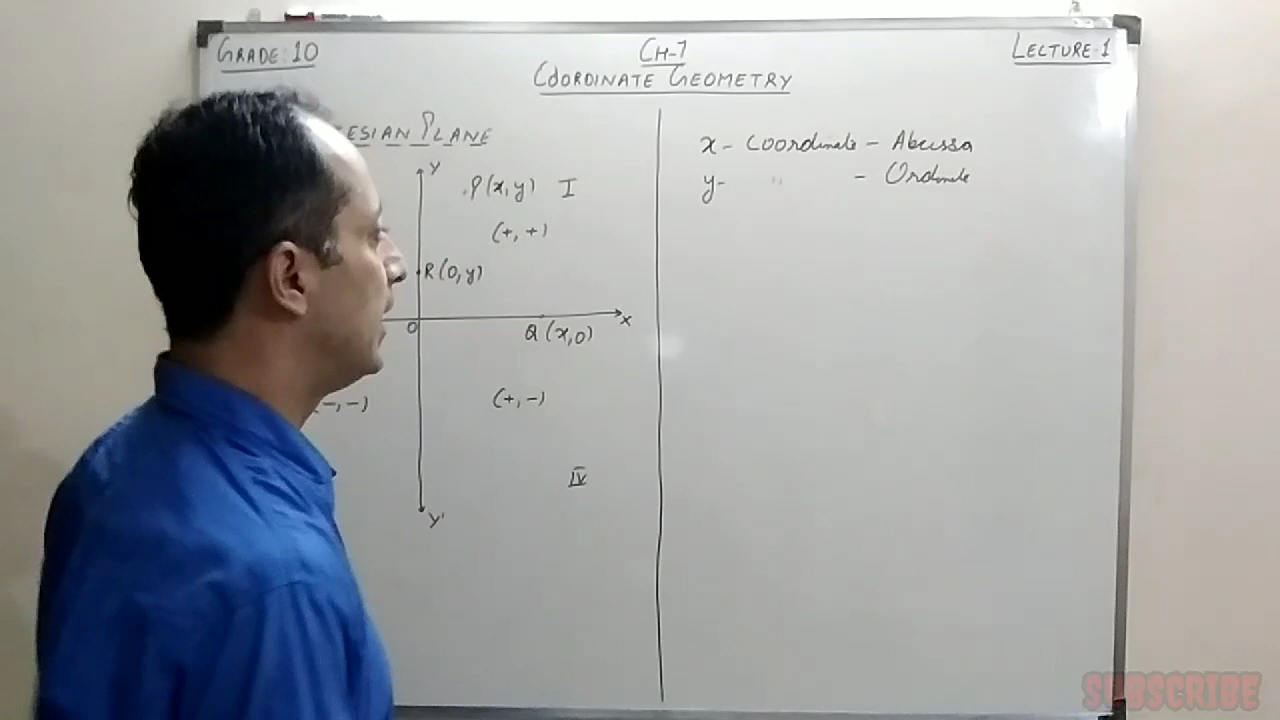 GRADE:10
CH-7
LECTURE-1
COORDINATE GEOMETRY
ESIAN PLANE
Y
P(x,y) I
(+,+)
R(0,y)
O
X
Q(x,0)
(-,-)
(+,-)
IV
Y'
x- Coordinate - Abcissa
y- " - Ordinate
SUBSCRIBE